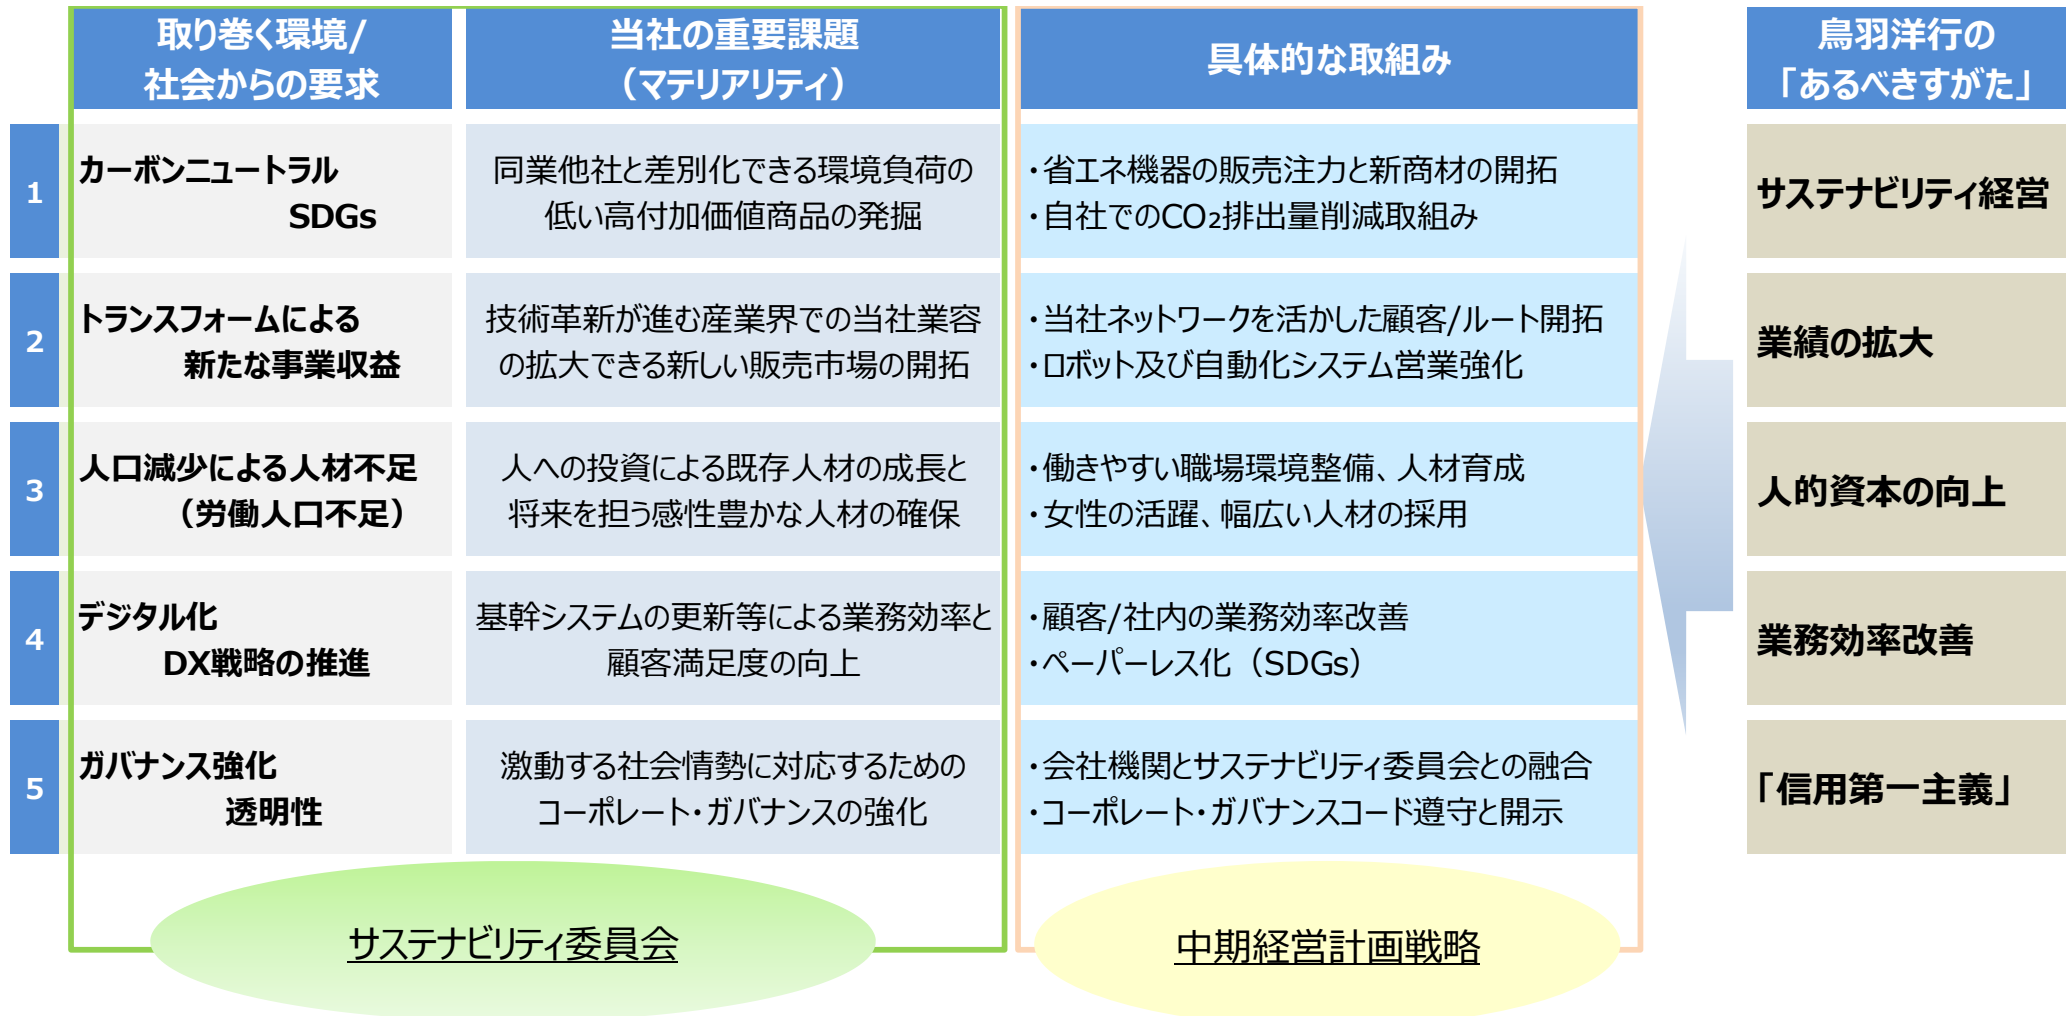 取り巻く環境/
社会からの要求
当社の重要課題
（マテリアリティ）
具体的な取組み
鳥羽洋行の
「あるべきすがた」
1
カーボンニュートラル
SDGs
同業他社と差別化できる環境負荷の
低い高付加価値商品の発掘
・省エネ機器の販売注力と新商材の開拓
・自社でのCO₂排出量削減取組み
サステナビリティ経営
2
トランスフォームによる
新たな事業収益
技術革新が進む産業界での当社業容
の拡大できる新しい販売市場の開拓
・当社ネットワークを活かした顧客/ルート開拓
・ロボット及び自動化システム営業強化
業績の拡大
3
人口減少による人材不足
（労働人口不足）
人への投資による既存人材の成長と
将来を担う感性豊かな人材の確保
・働きやすい職場環境整備、人材育成
・女性の活躍、幅広い人材の採用
人的資本の向上
4
デジタル化
DX戦略の推進
基幹システムの更新等による業務効率と
顧客満足度の向上
・顧客/社内の業務効率改善
・ペーパーレス化（SDGs）
業務効率改善
5
ガバナンス強化
透明性
激動する社会情勢に対応するための
コーポレート・ガバナンスの強化
・会社機関とサステナビリティ委員会との融合
・コーポレート・ガバナンスコード遵守と開示
「信用第一主義」
サステナビリティ委員会
中期経営計画戦略